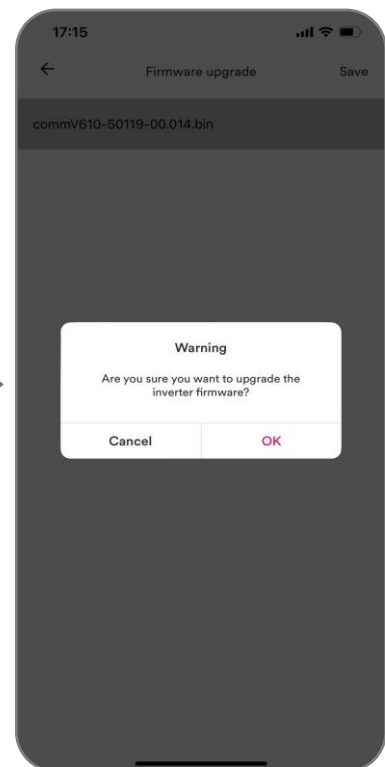 17:15
Firmware upgrade
Save
commV610-50119-00.014.bin
Warning
Are you sure you want to upgrade the
inverter firmware?
Cancel
OK